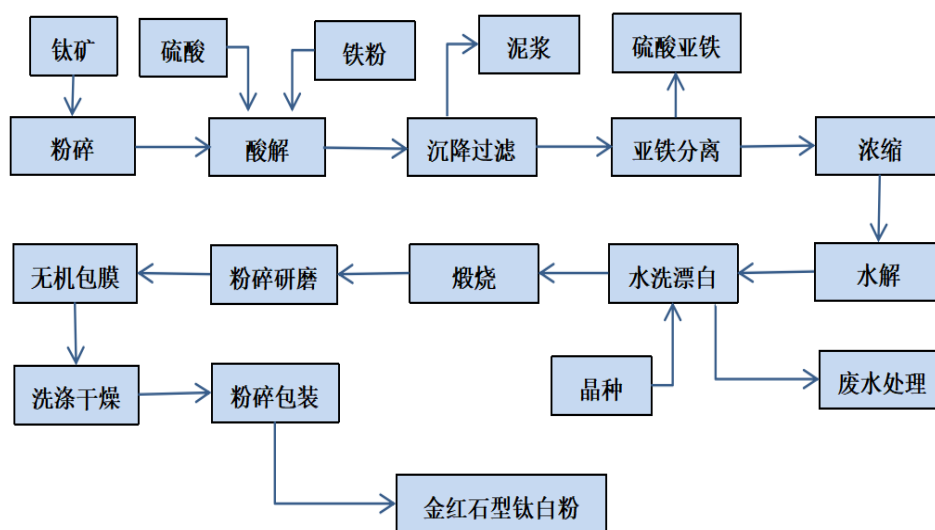 钛矿
硫酸
铁粉
泥浆
硫酸亚铁
粉碎
酸解
沉降过滤
亚铁分离
浓缩
无机包膜
粉碎研磨
煅烧
水洗漂白
水解
洗涤干燥
粉碎包装
晶种
废水处理
金红石型钛白粉